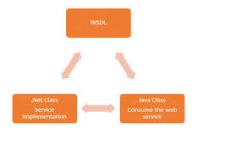 WSDL
.Net Class
Service
Implementation
Java Class
Consume the web
service